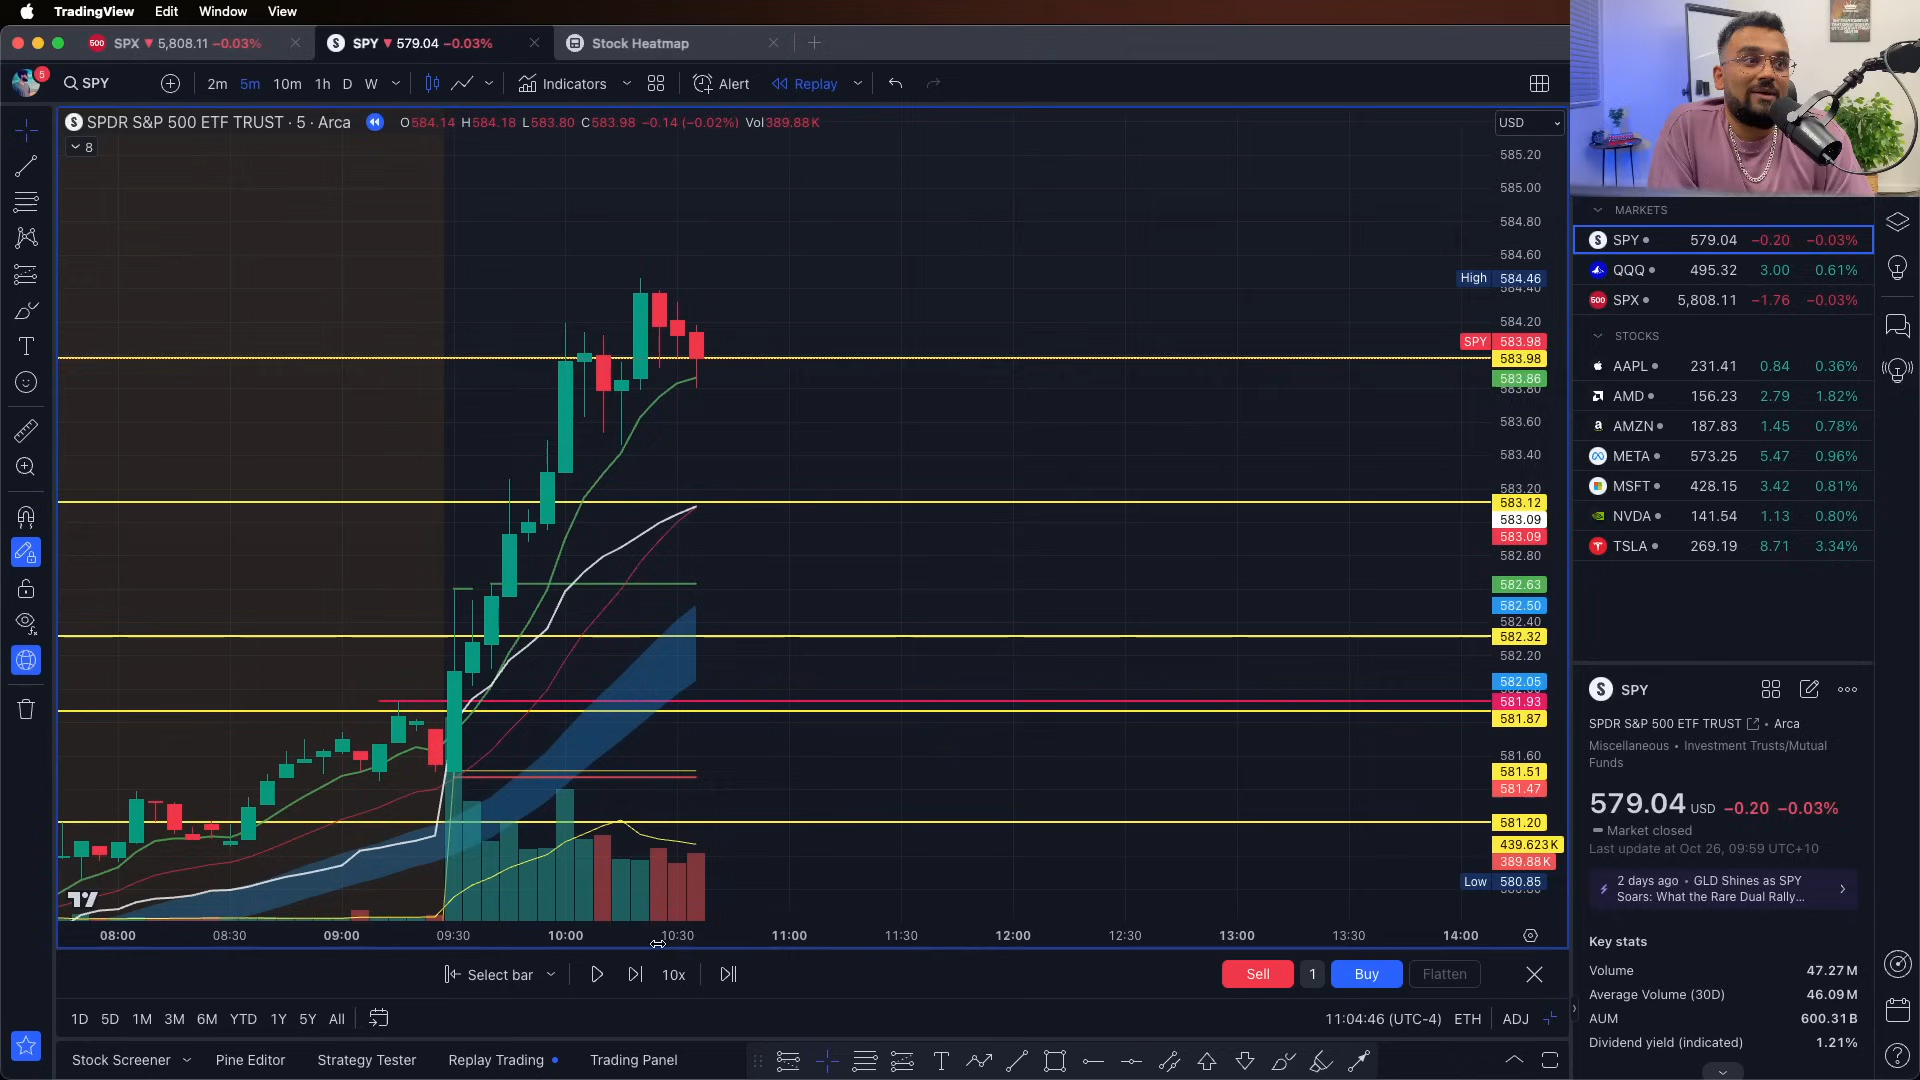 TradingView Edit Window View
500 SPX ▼ 5,808.11 −0.03%
S SPY ▼ 579.04 −0.03%
Stock Heatmap
5 SPY 2m 5m 10m 1h D W Indicators Alert Replay
S SPDR S&P 500 ETF TRUST · 5 · Arca O584.14 H584.18 L583.80 C583.98 −0.14 (−0.02%) Vol389.88K
8
USD
585.20
585.00
584.80
584.60
High 584.46
584.40
584.20
SPY 583.98
583.98
583.86
583.80
583.60
583.40
583.20
583.12
583.09
583.09
582.80
582.63
582.50
582.40
582.32
582.20
582.05
581.93
581.87
581.60
581.51
581.47
581.20
439.623K
389.88K
Low 580.85
08:00 08:30 09:00 09:30 10:00 10:30 11:00 11:30 12:00 12:30 13:00 13:30 14:00
Select bar 10x Sell 1 Buy Flatten
1D 5D 1M 3M 6M YTD 1Y 5Y All 11:04:46 (UTC-4) ETH ADJ
Stock Screener Pine Editor Strategy Tester Replay Trading Trading Panel
MARKETS
S SPY 579.04 −0.20 −0.03%
QQQ 495.32 3.00 0.61%
500 SPX 5,808.11 −1.76 −0.03%
STOCKS
AAPL 231.41 0.84 0.36%
AMD 156.23 2.79 1.82%
a AMZN 187.83 1.45 0.78%
META 573.25 5.47 0.96%
MSFT 428.15 3.42 0.81%
NVDA 141.54 1.13 0.80%
TSLA 269.19 8.71 3.34%
S SPY
SPDR S&P 500 ETF TRUST • Arca
Miscellaneous • Investment Trusts/Mutual
Funds
579.04 USD −0.20 −0.03%
Market closed
Last update at Oct 26, 09:59 UTC+10
2 days ago • GLD Shines as SPY
Soars: What the Rare Dual Rally...
Key stats
Volume 47.27M
Average Volume (30D) 46.09M
AUM 600.31B
Dividend yield (indicated) 1.21%